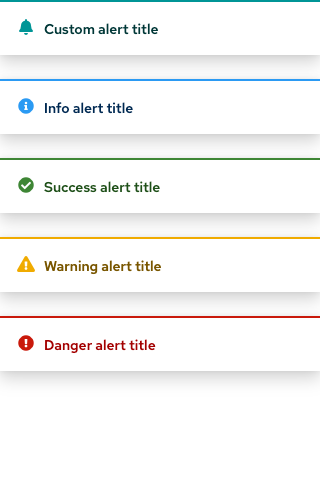 Custom alert title
Info alert title
Success alert title
Warning alert title
Danger alert title